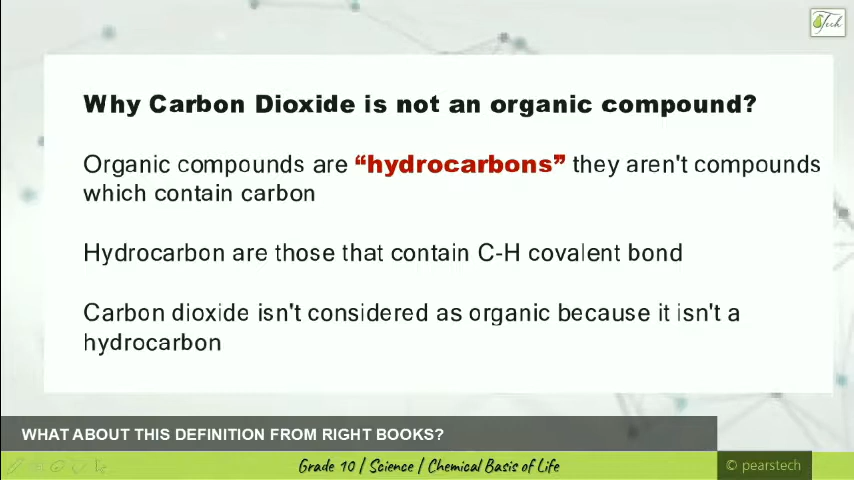 Tech
Why Carbon Dioxide is not an organic compound?
Organic compounds are “hydrocarbons” they aren't compounds
which contain carbon
Hydrocarbon are those that contain C-H covalent bond
Carbon dioxide isn't considered as organic because it isn't a
hydrocarbon
WHAT ABOUT THIS DEFINITION FROM RIGHT BOOKS?
Grade 10 / Science / Chemical Basis of Life
© pearstech